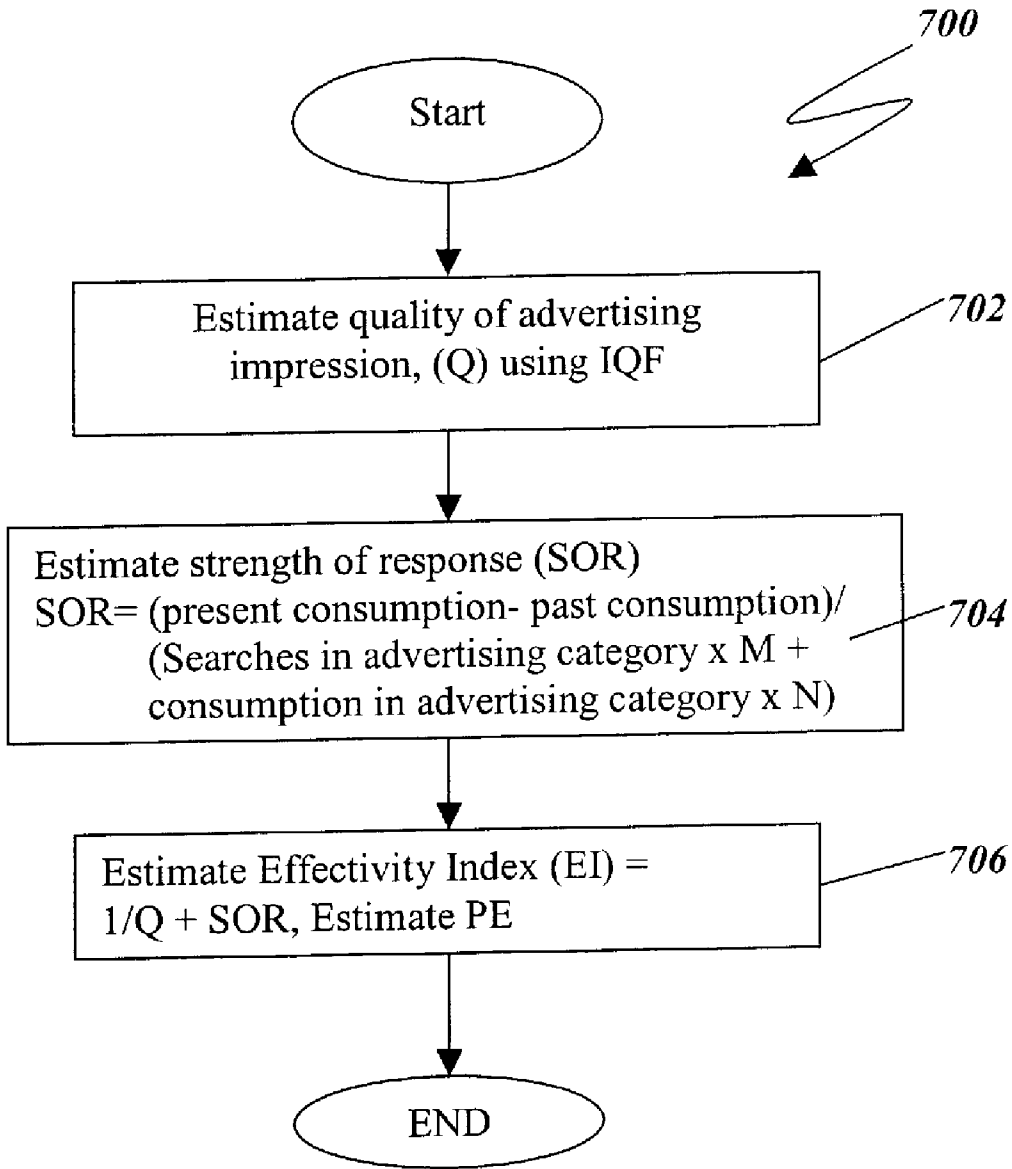 700
Start
Estimate quality of advertising
impression, (Q) using IQF
702
Estimate strength of response (SOR)
SOR= (present consumption- past consumption)/
(Searches in advertising category x M +
consumption in advertising category x N)
704
Estimate Effectivity Index (EI) =
1/Q + SOR, Estimate PE
706
END